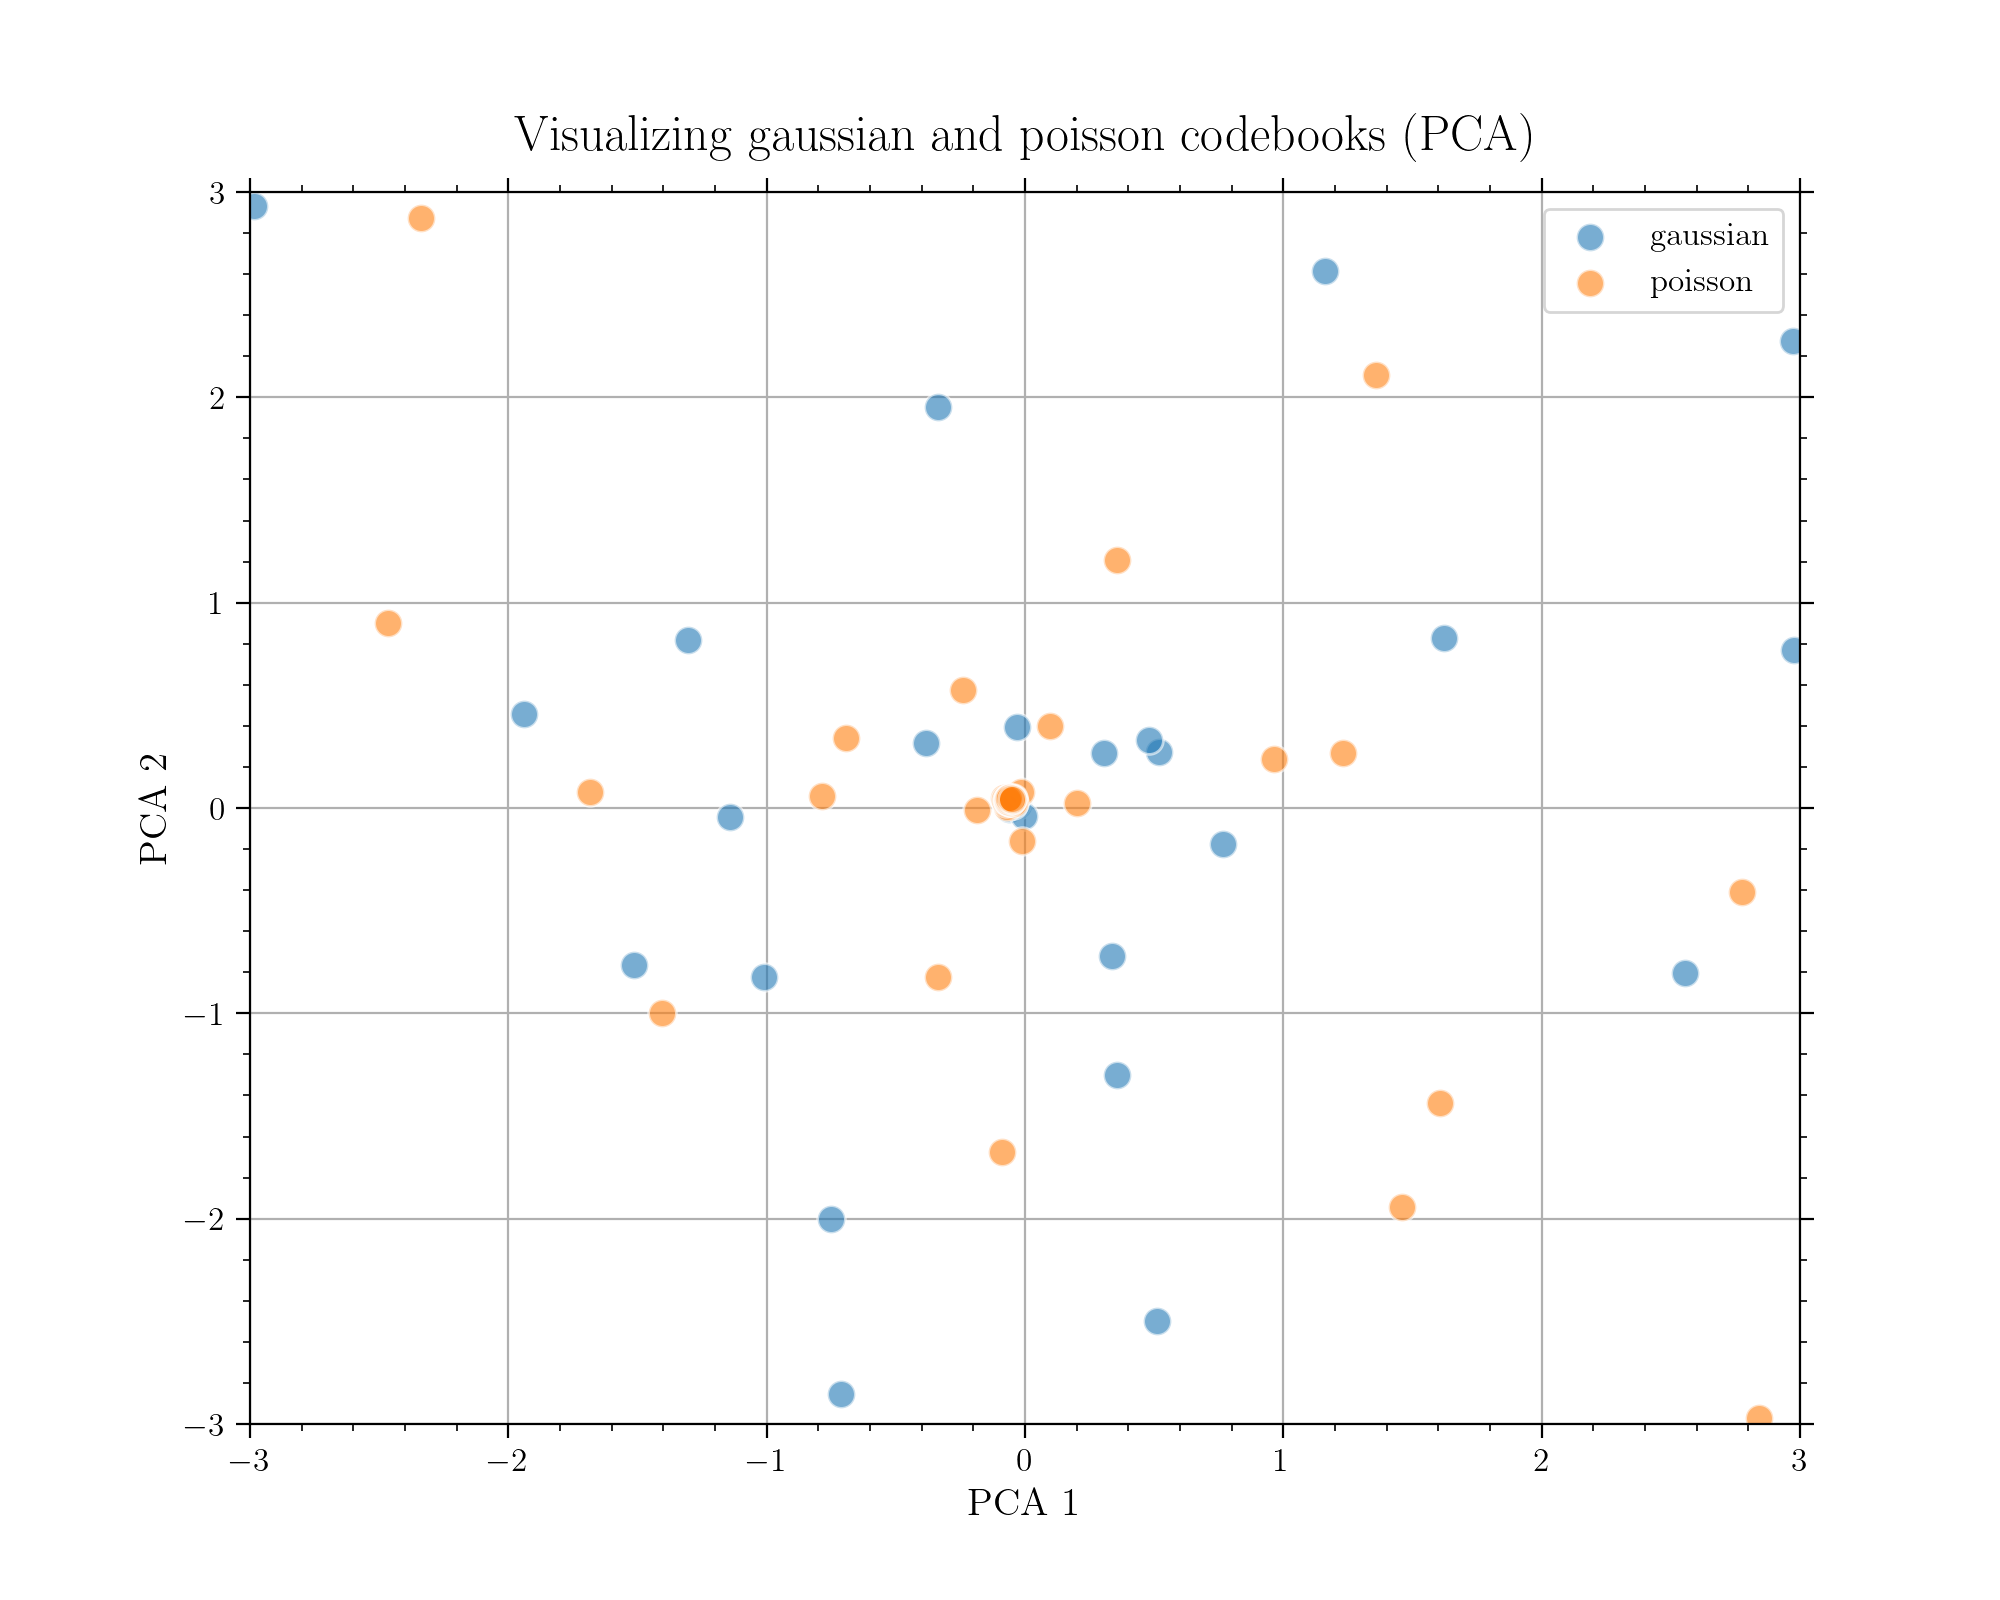 Visualizing gaussian and poisson codebooks (PCA)
3
gaussian
poisson
2
1
PCA 2
0
−1
−2
−3
−3 −2 −1 0 1 2 3
PCA 1